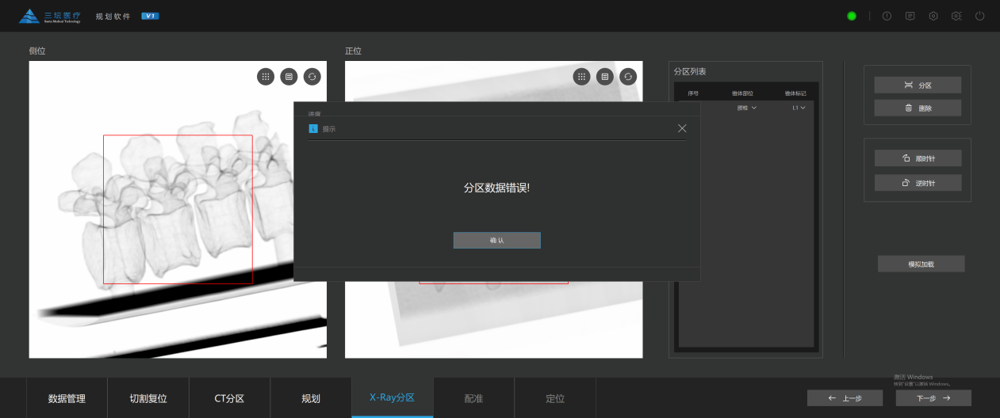 三坛医疗
Santan Medical Technology
规划软件
V1
侧位
正位
分区列表
序号
椎体部位
椎体标记
颈椎
L1
分区
删除
顺时针
逆时针
模拟加载
进度
提示
分区数据错误!
确认
数据管理
切割复位
CT分区
规划
X-Ray分区
配准
定位
激活 Windows
转到"设置"以激活 Windows。
上一步
下一步